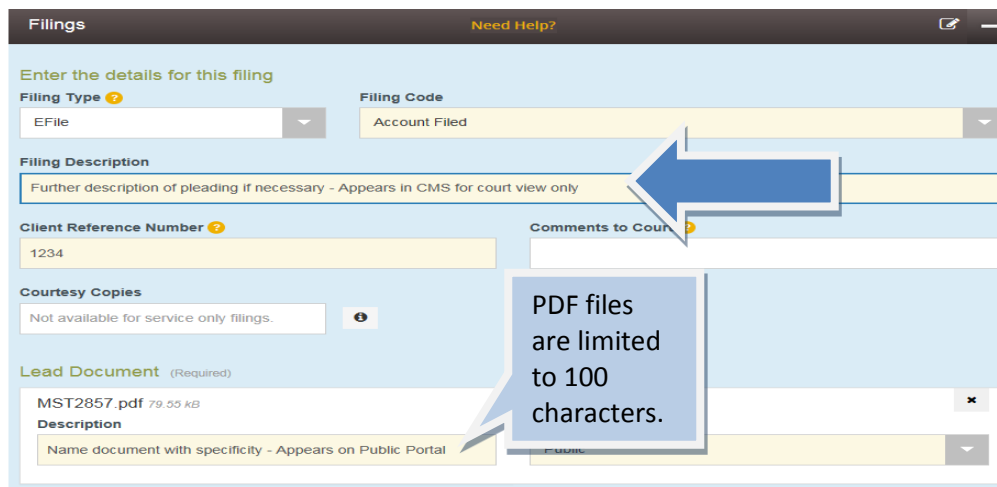 Filings
Need Help?
Enter the details for this filing
Filing Type ?
Filing Code
EFile
Account Filed
Filing Description
Further description of pleading if necessary - Appears in CMS for court view only
Client Reference Number ?
Comments to Court ?
1234
Courtesy Copies
Not available for service only filings.
PDF files
are limited
to 100
characters.
Lead Document (Required)
MST2857.pdf 79.55 kB
Description
Name document with specificity - Appears on Public Portal
Public